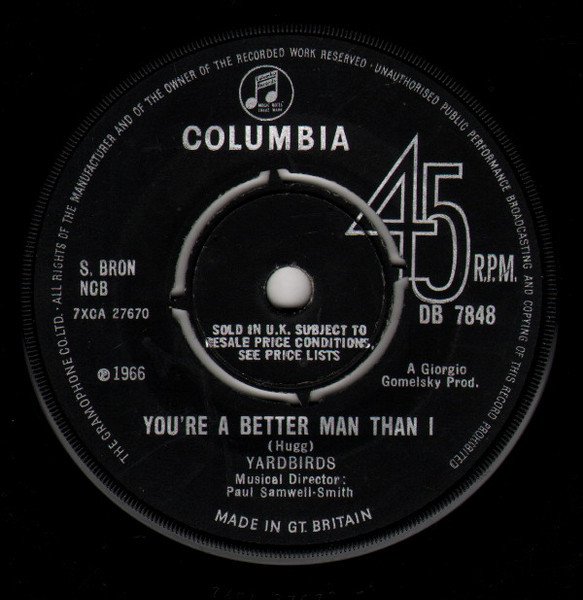 THE GRAMOPHONE CO. LTD. · ALL RIGHTS OF THE MANUFACTURER AND OF THE OWNER OF THE RECORDED WORK RESERVED · UNAUTHORISED PUBLIC PERFORMANCE BROADCASTING AND COPYING OF THIS RECORD PROHIBITED
COLUMBIA
45
R.P.M.
S. BRON
NCB
7XCA 27670
DB 7848
SOLD IN U.K. SUBJECT TO
RESALE PRICE CONDITIONS,
SEE PRICE LISTS
℗ 1966
A Giorgio
Gomelsky Prod.
YOU'RE A BETTER MAN THAN I
(Hugg)
YARDBIRDS
Musical Director:
Paul Samwell-Smith
MADE IN GT. BRITAIN